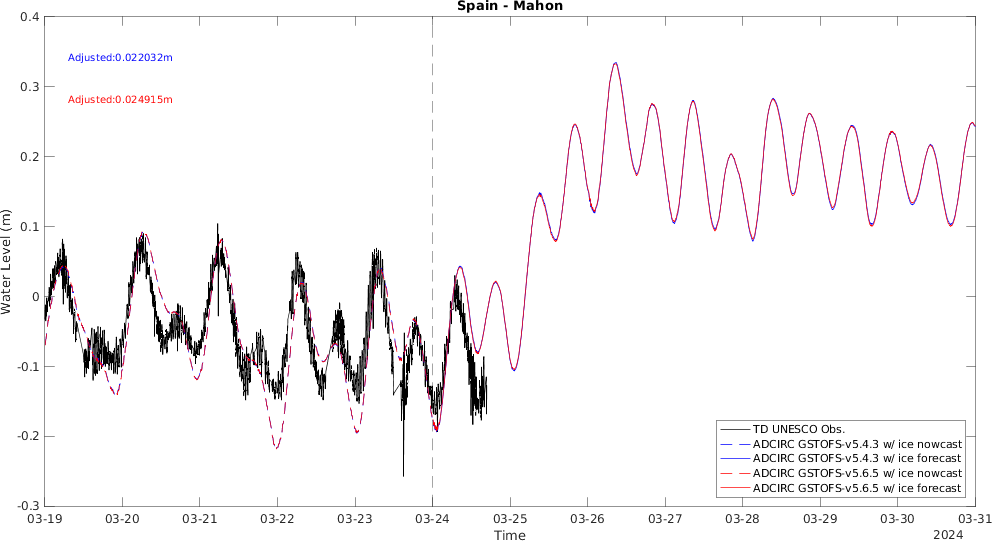 Spain - Mahon
0.4
0.3
0.2
0.1
0
-0.1
-0.2
-0.3
Water Level (m)
Adjusted:0.022032m
Adjusted:0.024915m
TD UNESCO Obs.
ADCIRC GSTOFS-v5.4.3 w/ ice nowcast
ADCIRC GSTOFS-v5.4.3 w/ ice forecast
ADCIRC GSTOFS-v5.6.5 w/ ice nowcast
ADCIRC GSTOFS-v5.6.5 w/ ice forecast
03-19 03-20 03-21 03-22 03-23 03-24 03-25 03-26 03-27 03-28 03-29 03-30 03-31
Time
2024